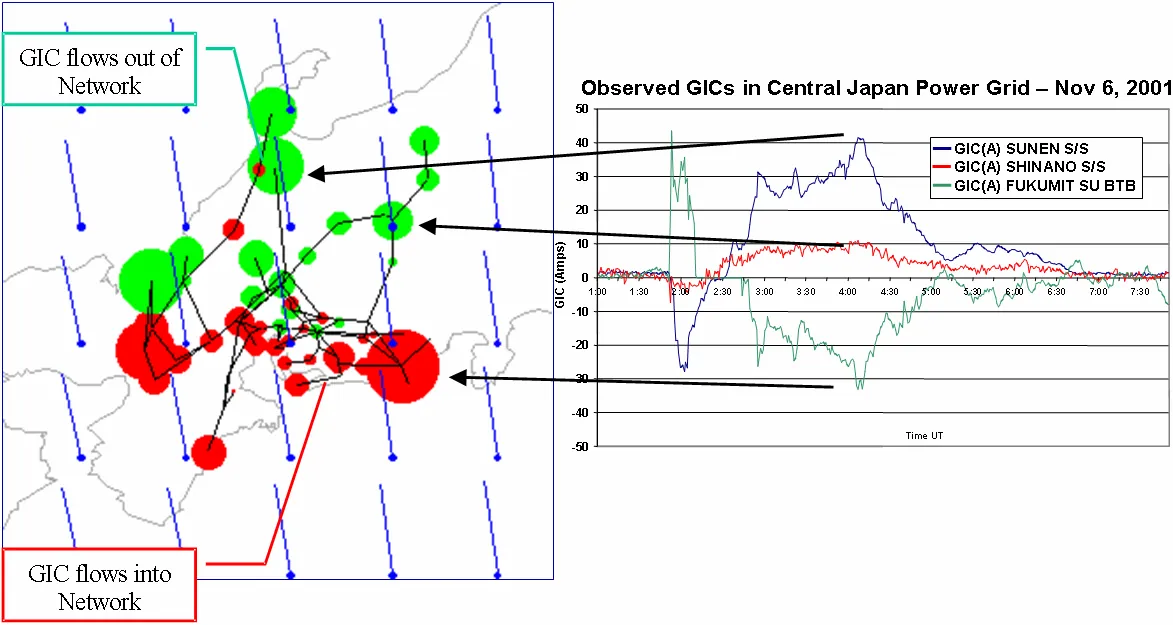 GIC flows out of
Network
GIC flows into
Network
Observed GICs in Central Japan Power Grid – Nov 6, 2001
50
40
30
20
10
0
-10
-20
-30
-40
-50
GIC (Amps)
GIC(A) SUNEN S/S
GIC(A) SHINANO S/S
GIC(A) FUKUMIT SU BTB
1:00 1:30 2:00 2:30 3:00 3:30 4:00 4:30 5:00 5:30 6:00 6:30 7:00 7:30
Time UT